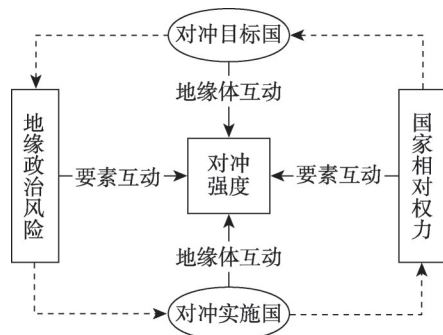 对冲目标国
地缘体互动
地缘政治风险
要素互动
对冲
强度
要素互动
国家相对权力
地缘体互动
对冲实施国